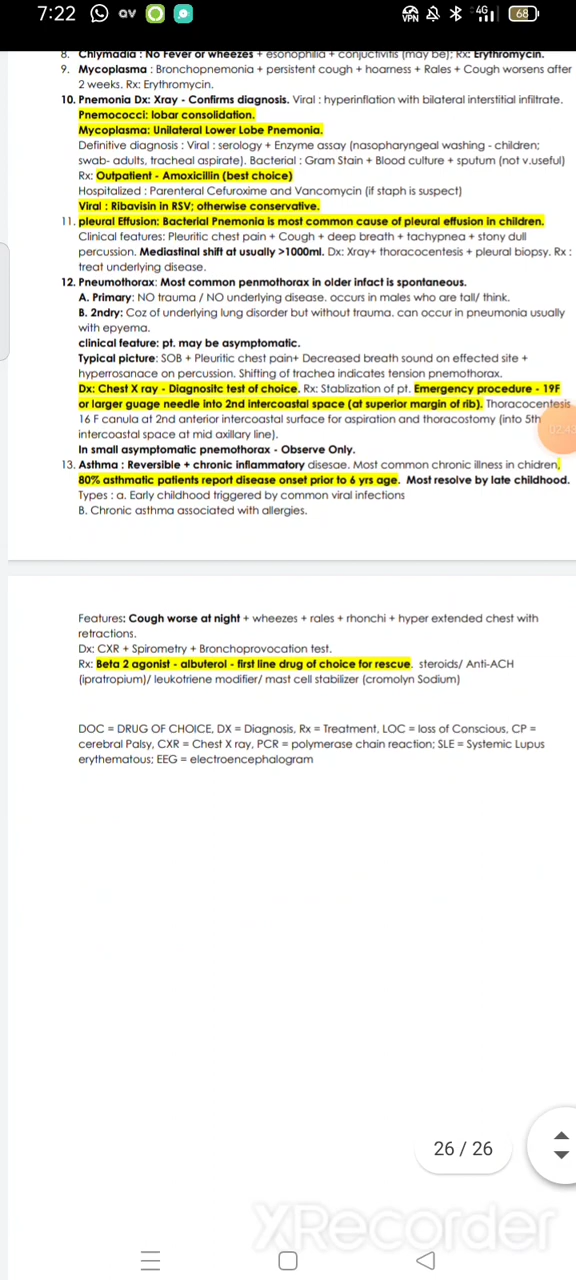 7:22 QV VPN 4G 68
8. Chlymadia : No Fever or wheezes + esonophilia + conjuctivitis (may be); Rx: Erythromycin.
9. Mycoplasma : Bronchopnemonia + persistent cough + hoarness + Rales + Cough worsens after
2 weeks. Rx: Erythromycin.
10. Pnemonia Dx: Xray - Confirms diagnosis. Viral : hyperinflation with bilateral interstitial infiltrate.
Pnemococci: lobar consolidation.
Mycoplasma: Unilateral Lower Lobe Pnemonia.
Definitive diagnosis : Viral : serology + Enzyme assay (nasopharyngeal washing - children;
swab- adults, tracheal aspirate). Bacterial : Gram Stain + Blood culture + sputum (not v.useful)
Rx: Outpatient - Amoxicillin (best choice)
Hospitalized : Parenteral Cefuroxime and Vancomycin (if staph is suspect)
Viral : Ribavisin in RSV; otherwise conservative.
11. pleural Effusion: Bacterial Pnemonia is most common cause of pleural effusion in children.
Clinical features: Pleuritic chest pain + Cough + deep breath + tachypnea + stony dull
percussion. Mediastinal shift at usually >1000ml. Dx: Xray+ thoracocentesis + pleural biopsy. Rx :
treat underlying disease.
12. Pneumothorax: Most common penmothorax in older infact is spontaneous.
A. Primary: NO trauma / NO underlying disease. occurs in males who are tall/ think.
B. 2ndry: Coz of underlying lung disorder but without trauma. can occur in pneumonia usually
with epyema.
clinical feature: pt. may be asymptomatic.
Typical picture: SOB + Pleuritic chest pain+ Decreased breath sound on effected site +
hyperrosanace on percussion. Shifting of trachea indicates tension pnemothorax.
Dx: Chest X ray - Diagnositc test of choice. Rx: Stablization of pt. Emergency procedure - 19F
or larger guage needle into 2nd intercoastal space (at superior margin of rib). Thoracocentesis
16 F canula at 2nd anterior intercoastal surface for aspiration and thoracostomy (into 5th
intercoastal space at mid axillary line).
02:43
In small asymptomatic pnemothorax - Observe Only.
13. Asthma : Reversible + chronic inflammatory disesae. Most common chronic illness in chidren,
80% asthmatic patients report disease onset prior to 6 yrs age. Most resolve by late childhood.
Types : a. Early childhood triggered by common viral infections
B. Chronic asthma associated with allergies.
Features: Cough worse at night + wheezes + rales + rhonchi + hyper extended chest with
retractions.
Dx: CXR + Spirometry + Bronchoprovocation test.
Rx: Beta 2 agonist - albuterol - first line drug of choice for rescue. steroids/ Anti-ACH
(ipratropium)/ leukotriene modifier/ mast cell stabilizer (cromolyn Sodium)
DOC = DRUG OF CHOICE, DX = Diagnosis, Rx = Treatment, LOC = loss of Conscious, CP =
cerebral Palsy, CXR = Chest X ray, PCR = polymerase chain reaction; SLE = Systemic Lupus
erythematous; EEG = electroencephalogram
26 / 26
XRecorder